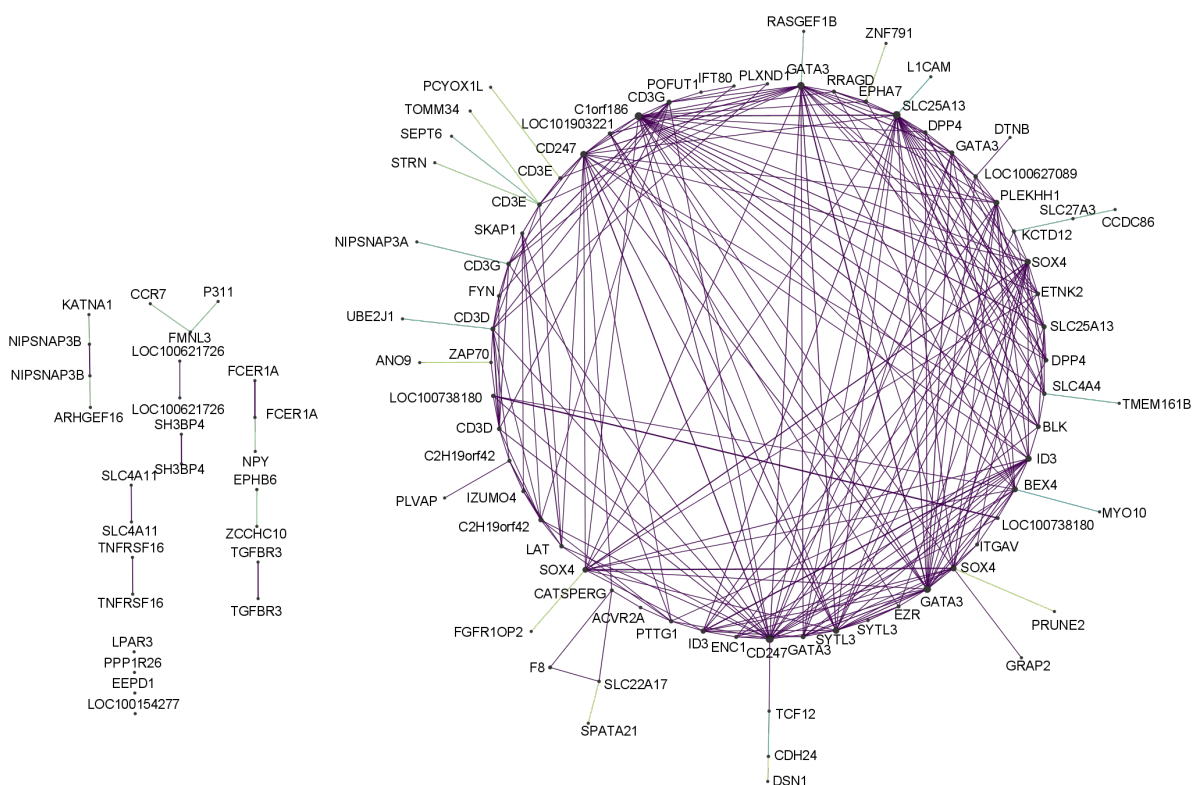 RASGEF1B
ZNF791
L1CAM
PCYOX1L
TOMM34
SEPT6
STRN
POFUT1
IFT80
PLXND1
GATA3
RRAGD
EPHA7
SLC25A13
CD3G
C1orf186
LOC101903221
CD247
CD3E
CD3E
DPP4
GATA3
DTNB
LOC100627089
PLEKHH1
SLC27A3
CCDC86
KCTD12
SKAP1
NIPSNAP3A
CD3G
FYN
UBE2J1
CD3D
ANO9
ZAP70
LOC100738180
CD3D
C2H19orf42
PLVAP
IZUMO4
C2H19orf42
LAT
SOX4
CATSPERG
FGFR1OP2
ACVR2A
PTTG1
F8
SLC22A17
SPATA21
ID3
ENC1
CD247
GATA3
SYTL3
SYTL3
EZR
GATA3
SOX4
ITGAV
LOC100738180
BEX4
MYO10
ID3
BLK
TMEM161B
SLC4A4
DPP4
SLC25A13
ETNK2
SOX4
PRUNE2
GRAP2
TCF12
CDH24
DSN1
KATNA1
NIPSNAP3B
NIPSNAP3B
ARHGEF16
CCR7
P311
FMNL3
LOC100621726
LOC100621726
SH3BP4
SH3BP4
FCER1A
FCER1A
NPY
EPHB6
ZCCHC10
TGFBR3
TGFBR3
SLC4A11
SLC4A11
TNFRSF16
TNFRSF16
LPAR3
PPP1R26
EEPD1
LOC100154277